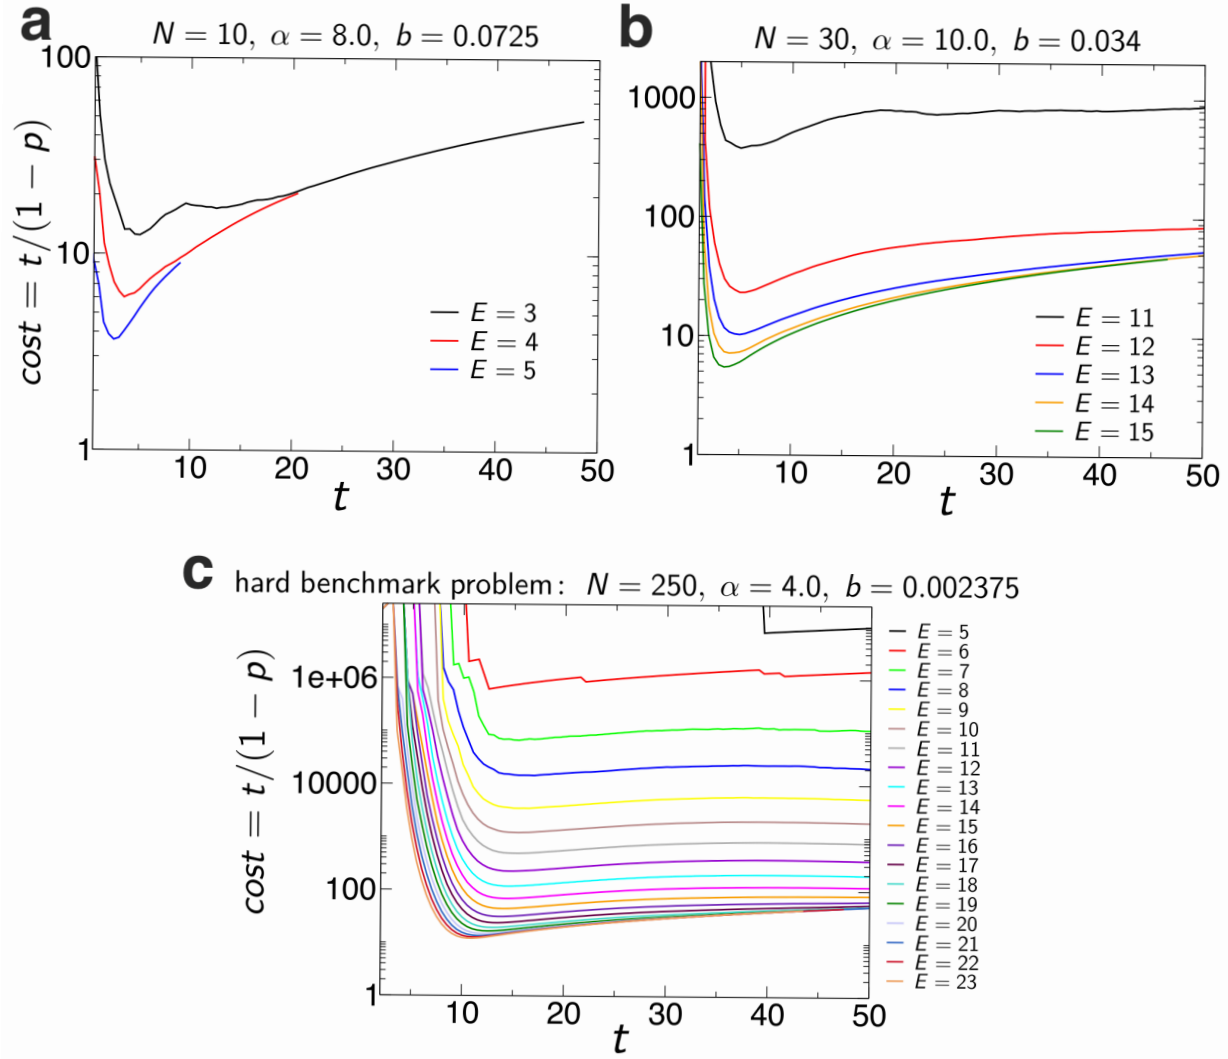 a
N = 10, α = 8.0, b = 0.0725
100
10
1
cost = t/(1 − p)
E = 3
E = 4
E = 5
10 20 30 40 50
t
b
N = 30, α = 10.0, b = 0.034
1000
100
10
1
E = 11
E = 12
E = 13
E = 14
E = 15
10 20 30 40 50
t
c
hard benchmark problem: N = 250, α = 4.0, b = 0.002375
1e+06
10000
100
1
cost = t/(1 − p)
E = 5
E = 6
E = 7
E = 8
E = 9
E = 10
E = 11
E = 12
E = 13
E = 14
E = 15
E = 16
E = 17
E = 18
E = 19
E = 20
E = 21
E = 22
E = 23
10 20 30 40 50
t